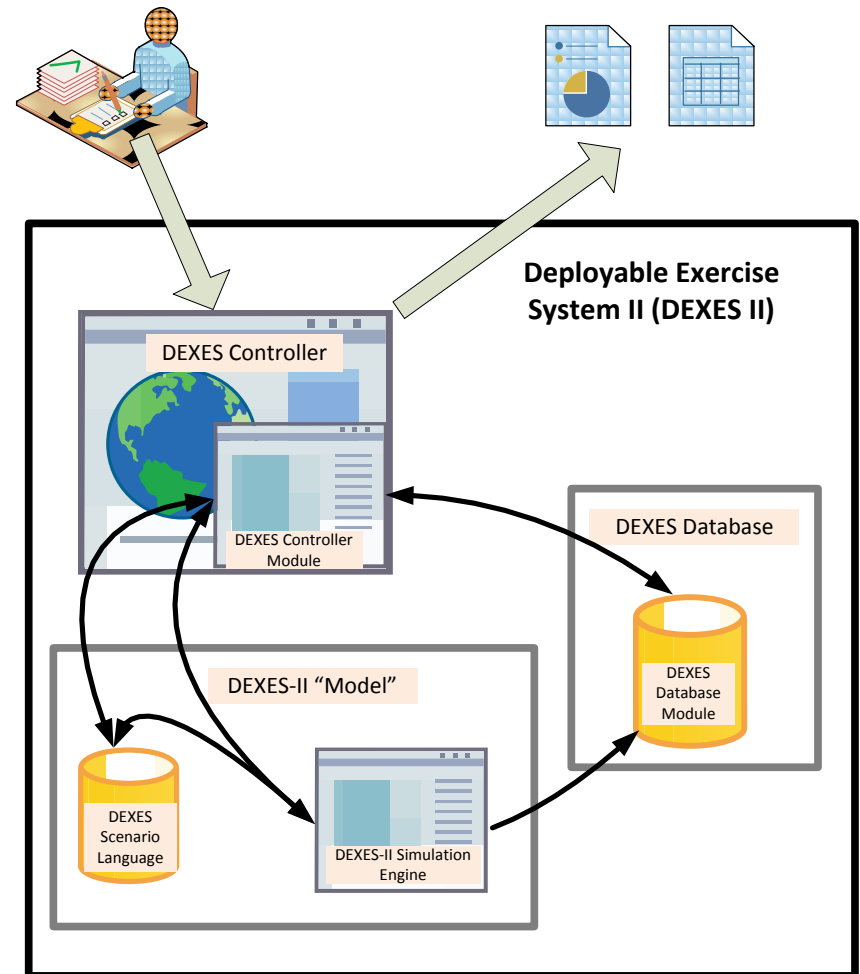 Deployable Exercise
System II (DEXES II)
DEXES Controller
DEXES Controller
Module
DEXES Database
DEXES
Database
Module
DEXES-II “Model”
DEXES
Scenario
Language
DEXES-II Simulation
Engine